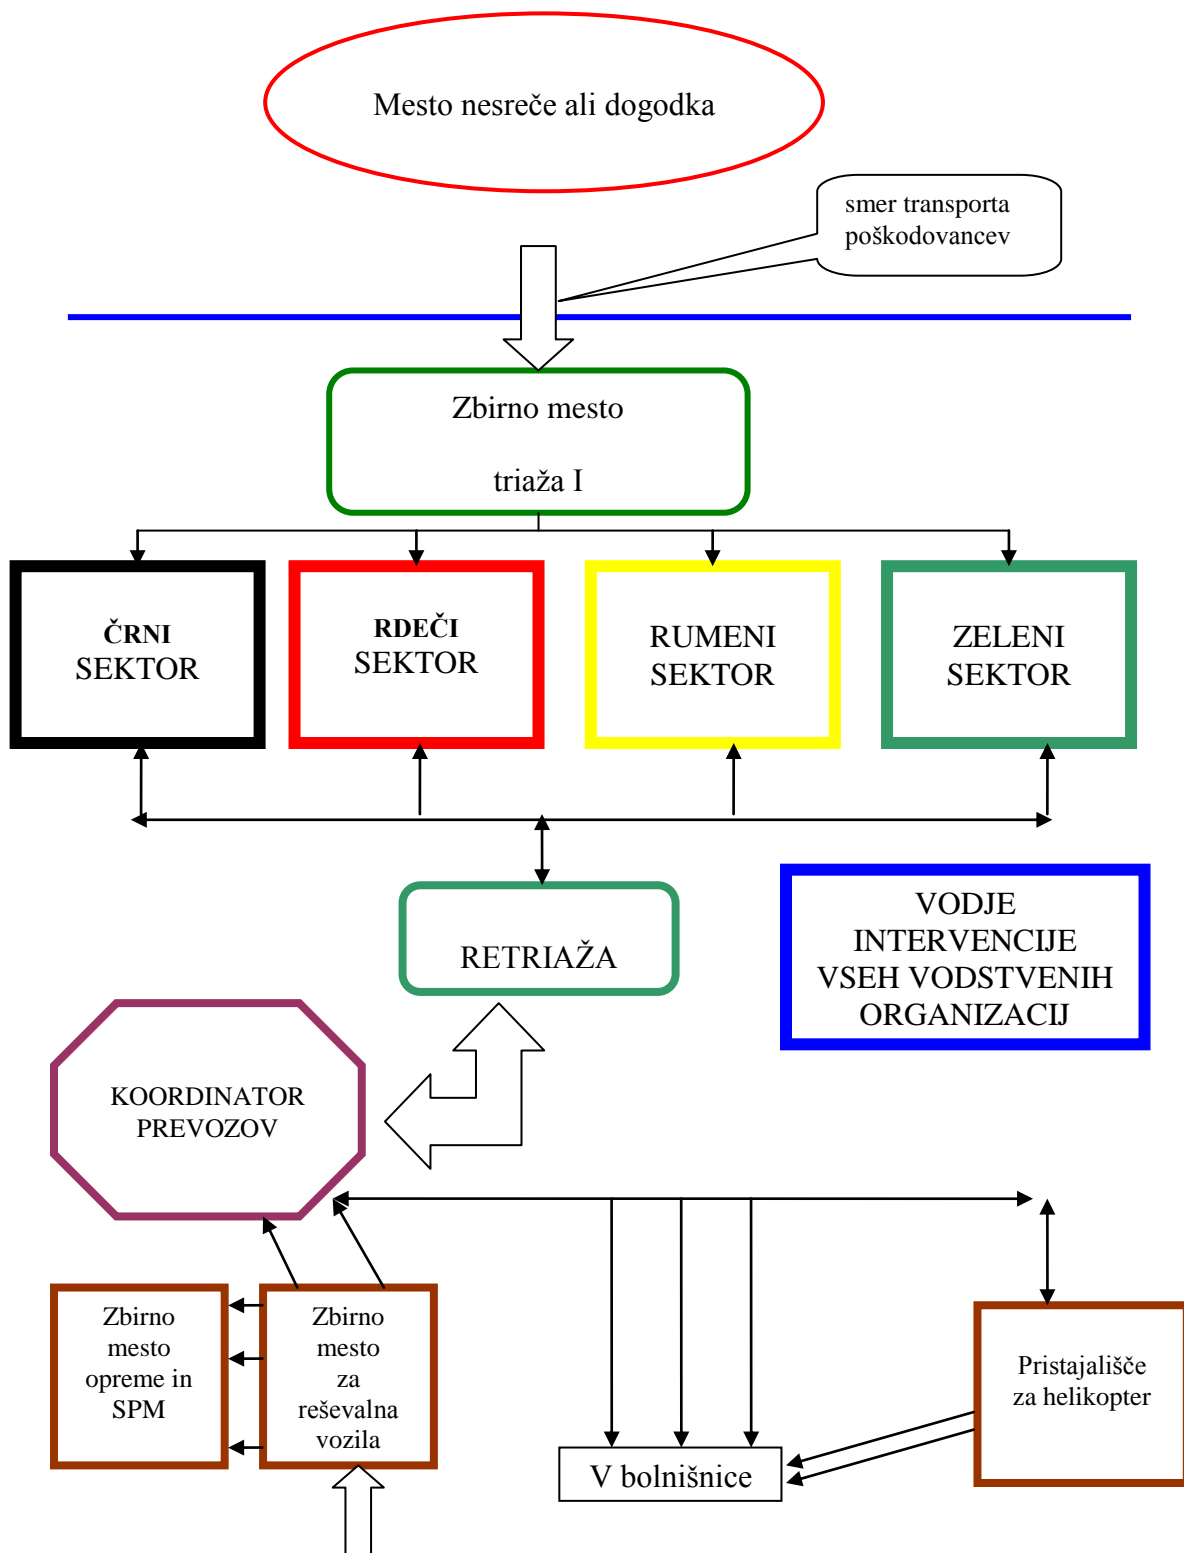 Mesto nesreče ali dogodka
smer transporta
poškodovancev
Zbirno mesto
triaža I
ČRNI
SEKTOR
RDEČI
SEKTOR
RUMENI
SEKTOR
ZELENI
SEKTOR
RETRIAŽA
VODJE
INTERVENCIJE
VSEH VODSTVENIH
ORGANIZACIJ
KOORDINATOR
PREVOZOV
Zbirno
mesto
opreme in
SPM
Zbirno
mesto
za
reševalna
vozila
V bolnišnice
Pristajališče
za helikopter